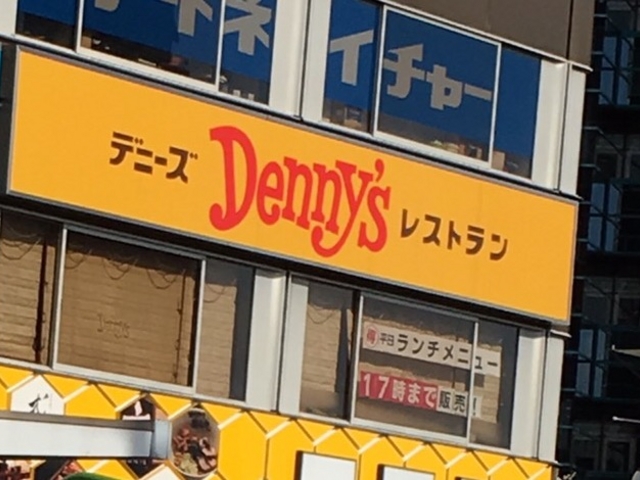 イチャー
デニーズ Denny's レストラン
得 平日 ランチメニュー
17時まで販売!